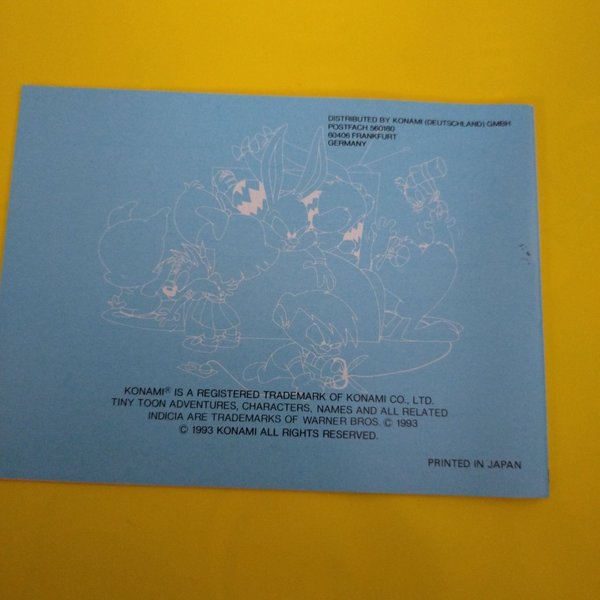 DISTRIBUTED BY KONAMI (DEUTSCHLAND) GMBH
POSTFACH 560180
60406 FRANKFURT
GERMANY
KONAMI® IS A REGISTERED TRADEMARK OF KONAMI CO., LTD.
TINY TOON ADVENTURES, CHARACTERS, NAMES AND ALL RELATED
INDICIA ARE TRADEMARKS OF WARNER BROS. © 1993
© 1993 KONAMI ALL RIGHTS RESERVED.
PRINTED IN JAPAN